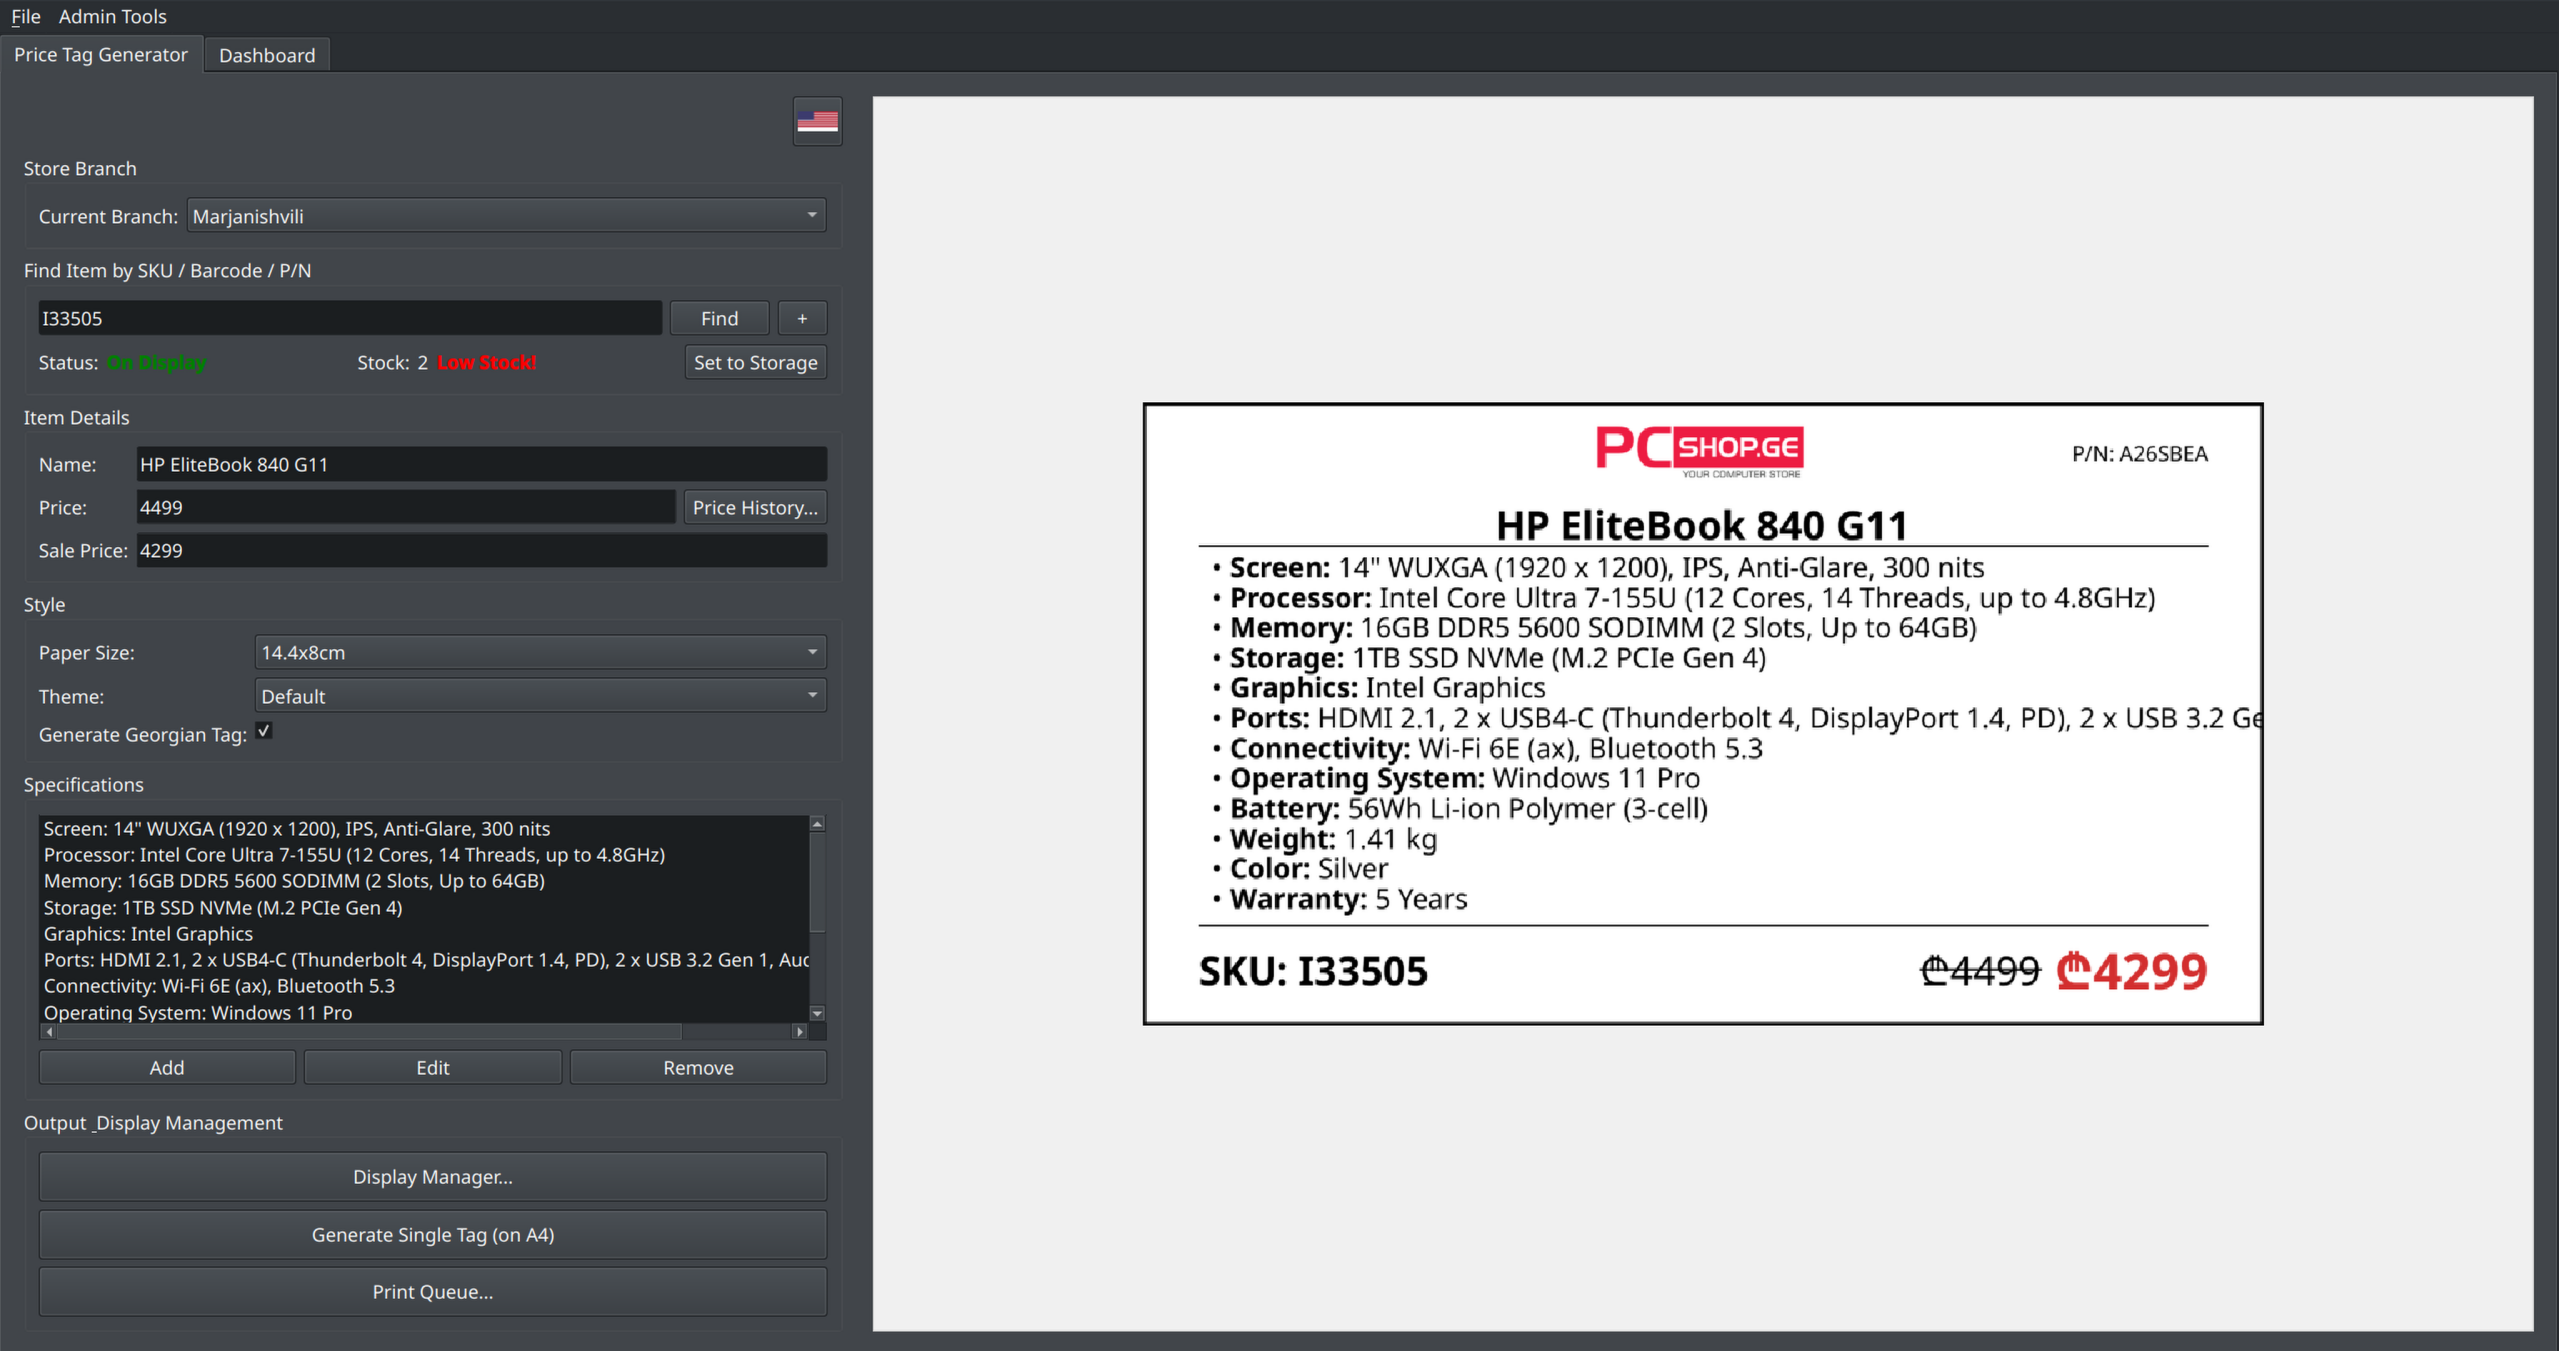 File Admin Tools
Price Tag Generator Dashboard
Store Branch
Current Branch: Marjanishvili
Find Item by SKU / Barcode / P/N
I33505 Find +
Status: On Display Stock: 2 Low Stock! Set to Storage
Item Details
Name: HP EliteBook 840 G11
Price: 4499 Price History...
Sale Price: 4299
Style
Paper Size: 14.4x8cm
Theme: Default
Generate Georgian Tag:
Specifications
Screen: 14" WUXGA (1920 x 1200), IPS, Anti-Glare, 300 nits
Processor: Intel Core Ultra 7-155U (12 Cores, 14 Threads, up to 4.8GHz)
Memory: 16GB DDR5 5600 SODIMM (2 Slots, Up to 64GB)
Storage: 1TB SSD NVMe (M.2 PCIe Gen 4)
Graphics: Intel Graphics
Ports: HDMI 2.1, 2 x USB4-C (Thunderbolt 4, DisplayPort 1.4, PD), 2 x USB 3.2 Gen 1, Auc
Connectivity: Wi-Fi 6E (ax), Bluetooth 5.3
Operating System: Windows 11 Pro
Add Edit Remove
Output _Display Management
Display Manager...
Generate Single Tag (on A4)
Print Queue...
PC SHOP.GE
YOUR COMPUTER STORE
P/N: A26SBEA
HP EliteBook 840 G11
• Screen: 14" WUXGA (1920 x 1200), IPS, Anti-Glare, 300 nits
• Processor: Intel Core Ultra 7-155U (12 Cores, 14 Threads, up to 4.8GHz)
• Memory: 16GB DDR5 5600 SODIMM (2 Slots, Up to 64GB)
• Storage: 1TB SSD NVMe (M.2 PCIe Gen 4)
• Graphics: Intel Graphics
• Ports: HDMI 2.1, 2 x USB4-C (Thunderbolt 4, DisplayPort 1.4, PD), 2 x USB 3.2 Ge
• Connectivity: Wi-Fi 6E (ax), Bluetooth 5.3
• Operating System: Windows 11 Pro
• Battery: 56Wh Li-ion Polymer (3-cell)
• Weight: 1.41 kg
• Color: Silver
• Warranty: 5 Years
SKU: I33505 ₾4499 ₾4299